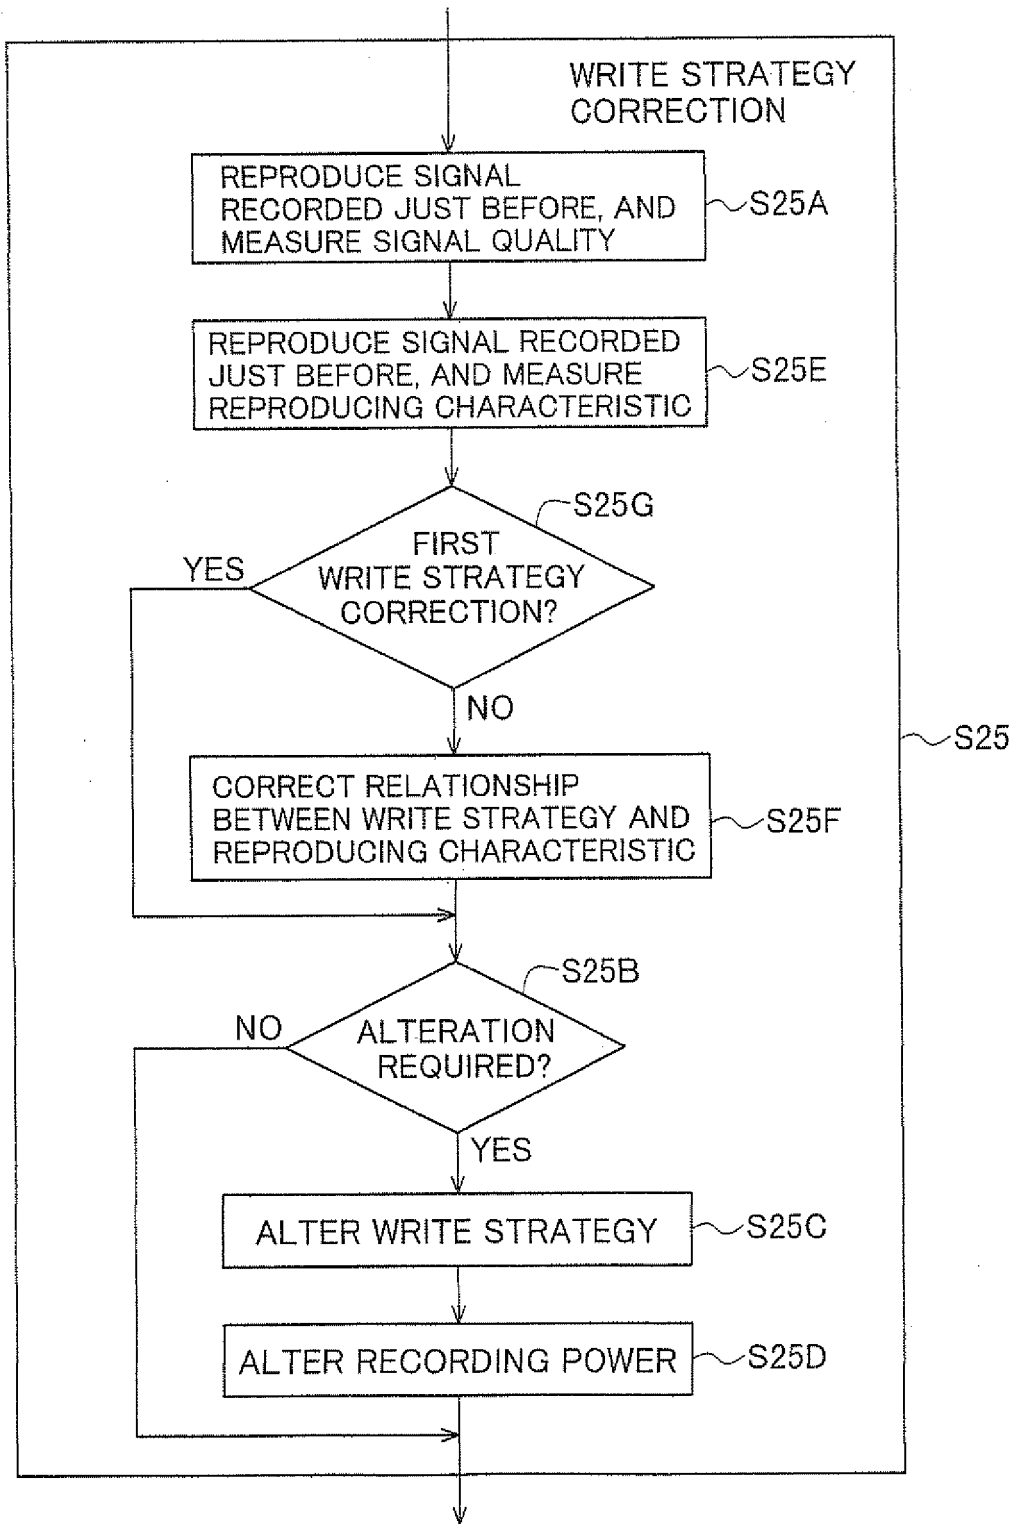 WRITE STRATEGY
CORRECTION
REPRODUCE SIGNAL
RECORDED JUST BEFORE, AND
MEASURE SIGNAL QUALITY
S25A
REPRODUCE SIGNAL RECORDED
JUST BEFORE, AND MEASURE
REPRODUCING CHARACTERISTIC
S25E
S25G
FIRST
WRITE STRATEGY
CORRECTION?
YES
NO
S25
CORRECT RELATIONSHIP
BETWEEN WRITE STRATEGY AND
REPRODUCING CHARACTERISTIC
S25F
S25B
ALTERATION
REQUIRED?
NO
YES
ALTER WRITE STRATEGY
S25C
ALTER RECORDING POWER
S25D